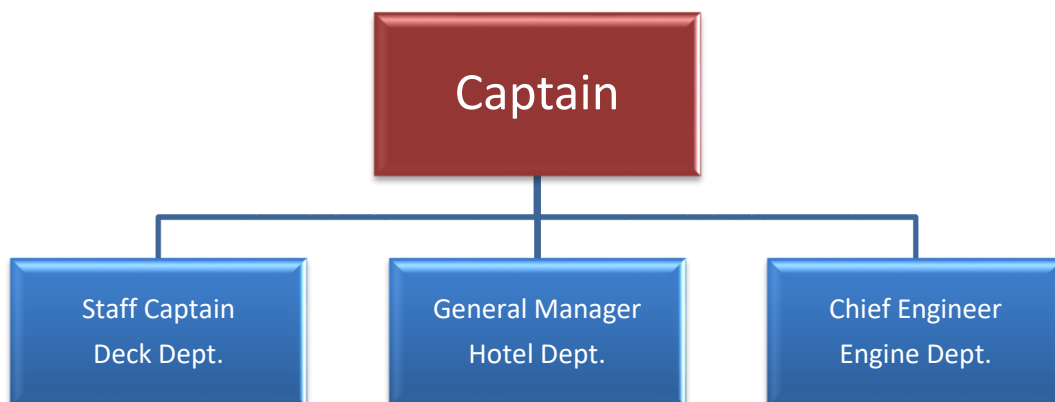 Captain
Staff Captain
Deck Dept.
General Manager
Hotel Dept.
Chief Engineer
Engine Dept.